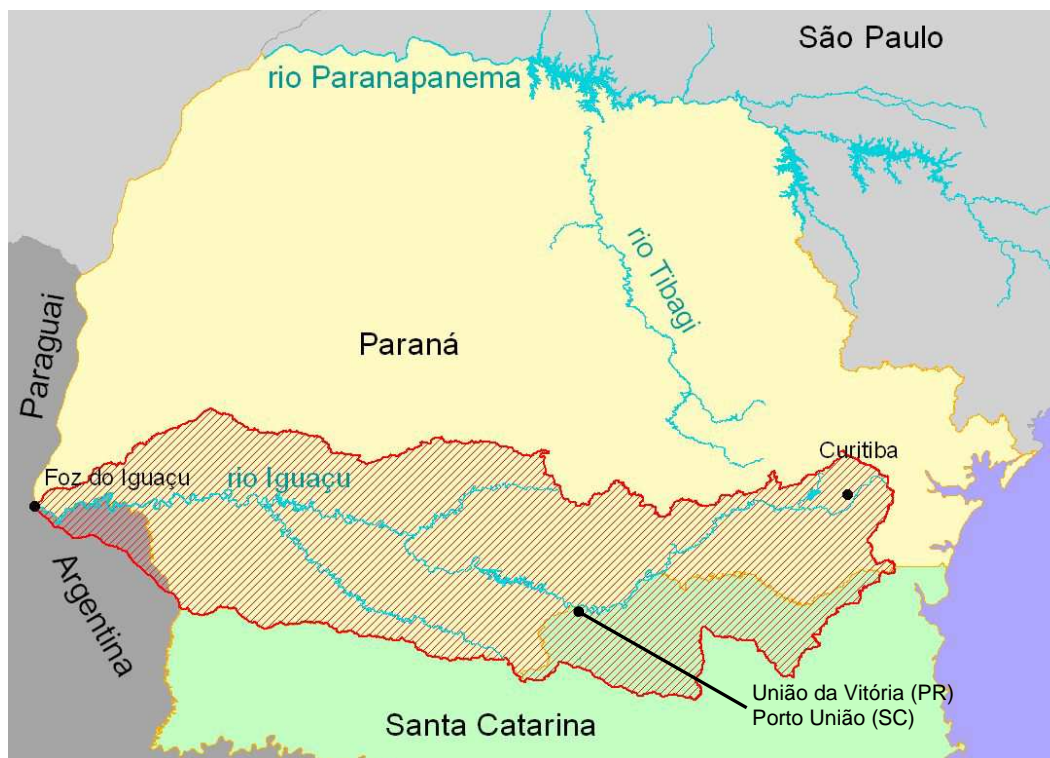 São Paulo
rio Paranapanema
rio Tibagi
Paraguai
Paraná
Curitiba
Foz do Iguaçu
rio Iguaçu
Argentina
União da Vitória (PR)
Porto União (SC)
Santa Catarina